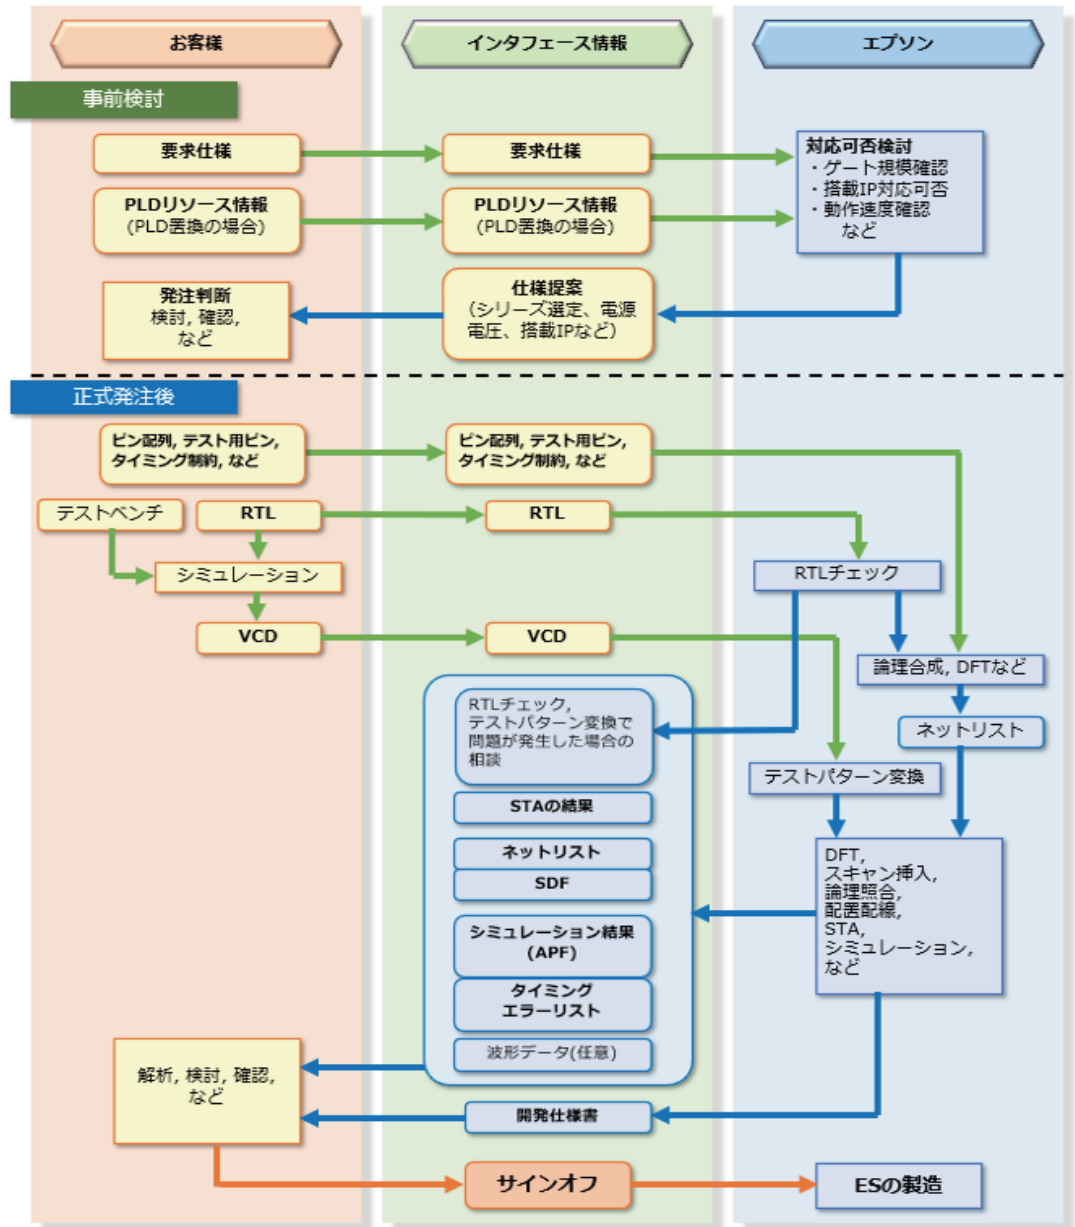 お客様
インタフェース情報
エプソン
事前検討
要求仕様
要求仕様
対応可否検討
・ゲート規模確認
・搭載IP対応可否
・動作速度確認
など
PLDリソース情報
(PLD置換の場合)
PLDリソース情報
(PLD置換の場合)
発注判断
検討, 確認,
など
仕様提案
（シリーズ選定、電源
電圧、搭載IPなど）
正式発注後
ピン配列, テスト用ピン,
タイミング制約, など
ピン配列, テスト用ピン,
タイミング制約, など
テストベンチ
RTL
RTL
シミュレーション
RTLチェック
VCD
VCD
論理合成, DFTなど
RTLチェック,
テストパターン変換で
問題が発生した場合の
相談
ネットリスト
テストパターン変換
STAの結果
ネットリスト
SDF
DFT,
スキャン挿入,
論理照合,
配置配線,
STA,
シミュレーション,
など
シミュレーション結果
(APF)
タイミング
エラーリスト
波形データ(任意)
解析, 検討, 確認,
など
開発仕様書
サインオフ
ESの製造